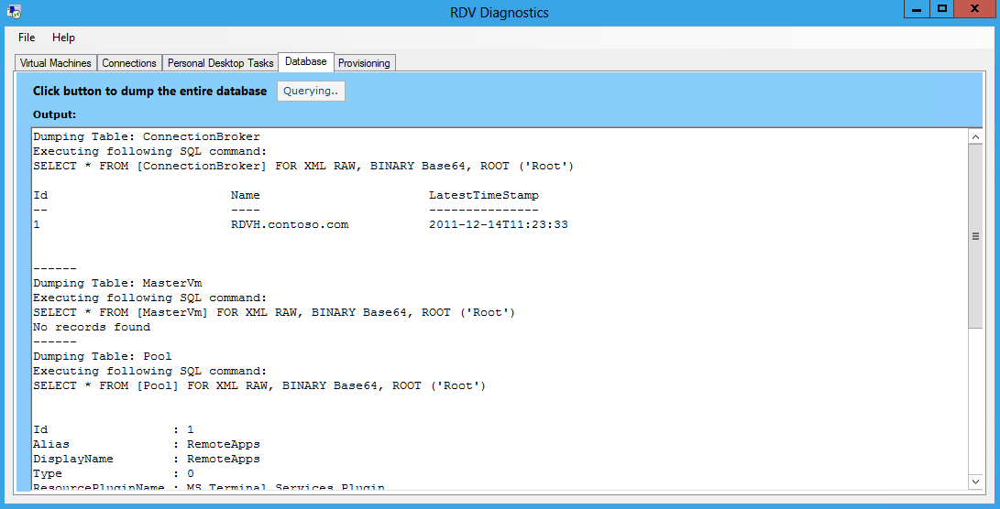 RDV Diagnostics
File Help
Virtual Machines Connections Personal Desktop Tasks Database Provisioning
Click button to dump the entire database Querying..
Output:
Dumping Table: ConnectionBroker
Executing following SQL command:
SELECT * FROM [ConnectionBroker] FOR XML RAW, BINARY Base64, ROOT ('Root')
Id Name LatestTimeStamp
-- ---- ---------------
1 RDVH.contoso.com 2011-12-14T11:23:33
------
Dumping Table: MasterVm
Executing following SQL command:
SELECT * FROM [MasterVm] FOR XML RAW, BINARY Base64, ROOT ('Root')
No records found
------
Dumping Table: Pool
Executing following SQL command:
SELECT * FROM [Pool] FOR XML RAW, BINARY Base64, ROOT ('Root')
Id : 1
Alias : RemoteApps
DisplayName : RemoteApps
Type : 0
ResourcePluginName : MS Terminal Services Plugin